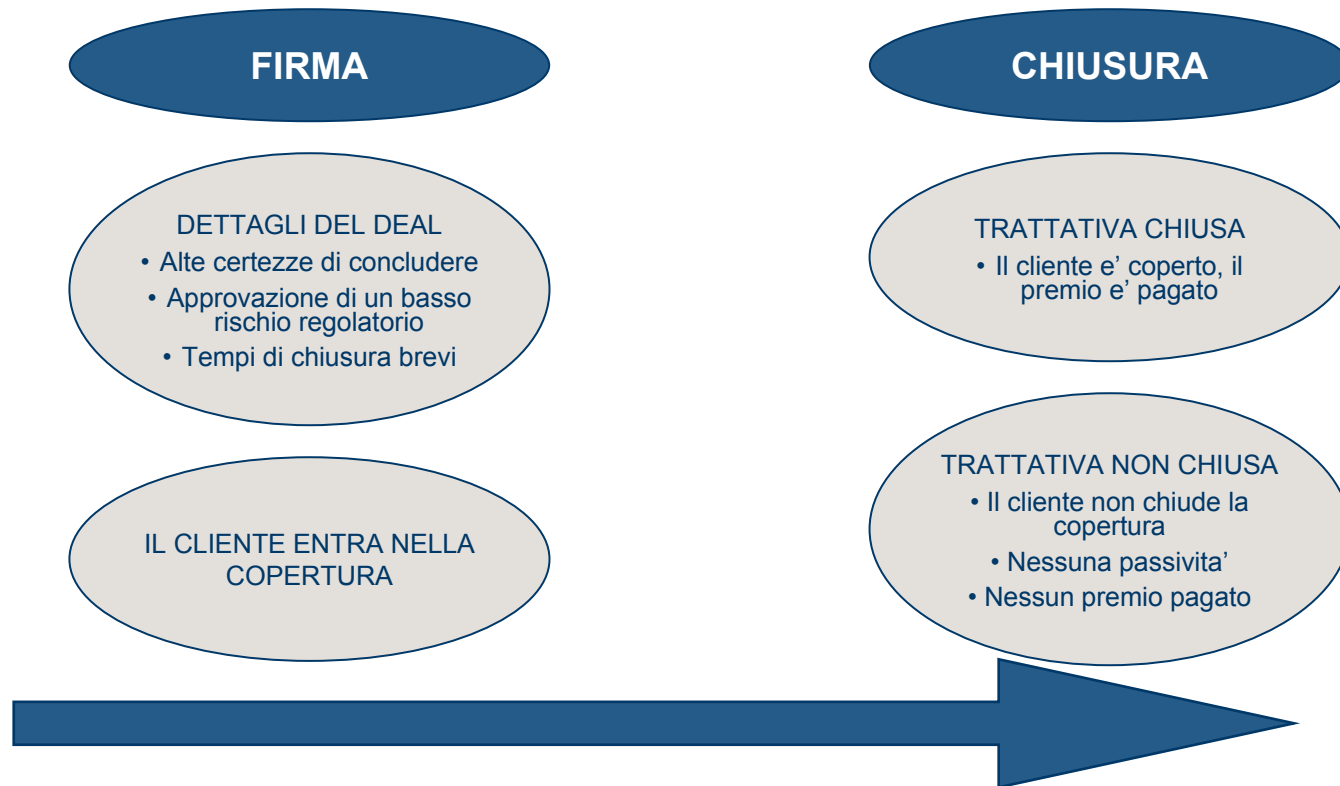 FIRMA
DETTAGLI DEL DEAL
• Alte certezze di concludere
• Approvazione di un basso
rischio regolatorio
• Tempi di chiusura brevi
IL CLIENTE ENTRA NELLA
COPERTURA
CHIUSURA
TRATTATIVA CHIUSA
• Il cliente e’ coperto, il
premio e’ pagato
TRATTATIVA NON CHIUSA
• Il cliente non chiude la
copertura
• Nessuna passivita’
• Nessun premio pagato